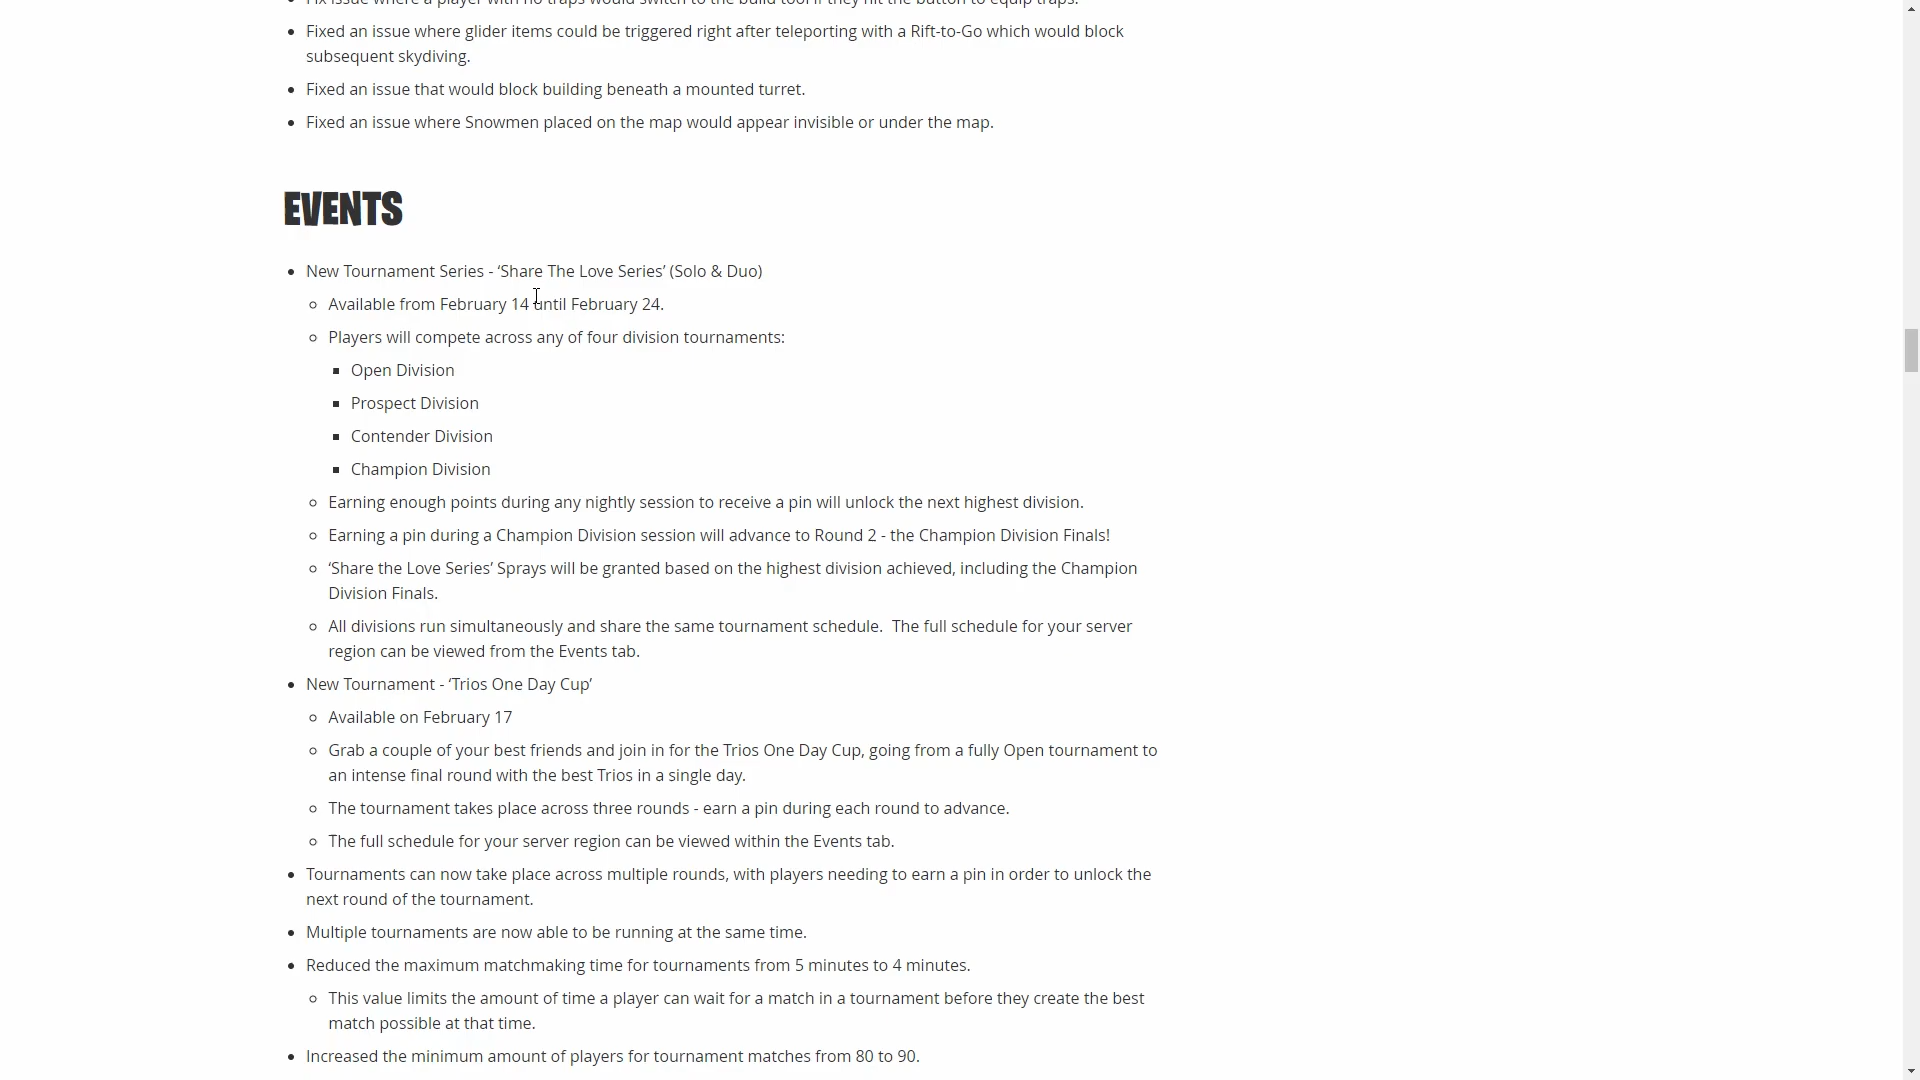 Fix issue where a player with no traps would switch to the build tool if they hit the button to equip traps.
Fixed an issue where glider items could be triggered right after teleporting with a Rift-to-Go which would block
subsequent skydiving.
Fixed an issue that would block building beneath a mounted turret.
Fixed an issue where Snowmen placed on the map would appear invisible or under the map.
EVENTS
New Tournament Series - ‘Share The Love Series’ (Solo & Duo)
Available from February 14 until February 24.
Players will compete across any of four division tournaments:
Open Division
Prospect Division
Contender Division
Champion Division
Earning enough points during any nightly session to receive a pin will unlock the next highest division.
Earning a pin during a Champion Division session will advance to Round 2 - the Champion Division Finals!
‘Share the Love Series’ Sprays will be granted based on the highest division achieved, including the Champion
Division Finals.
All divisions run simultaneously and share the same tournament schedule.  The full schedule for your server
region can be viewed from the Events tab.
New Tournament - ‘Trios One Day Cup’
Available on February 17
Grab a couple of your best friends and join in for the Trios One Day Cup, going from a fully Open tournament to
an intense final round with the best Trios in a single day.
The tournament takes place across three rounds - earn a pin during each round to advance.
The full schedule for your server region can be viewed within the Events tab.
Tournaments can now take place across multiple rounds, with players needing to earn a pin in order to unlock the
next round of the tournament.
Multiple tournaments are now able to be running at the same time.
Reduced the maximum matchmaking time for tournaments from 5 minutes to 4 minutes.
This value limits the amount of time a player can wait for a match in a tournament before they create the best
match possible at that time.
Increased the minimum amount of players for tournament matches from 80 to 90.